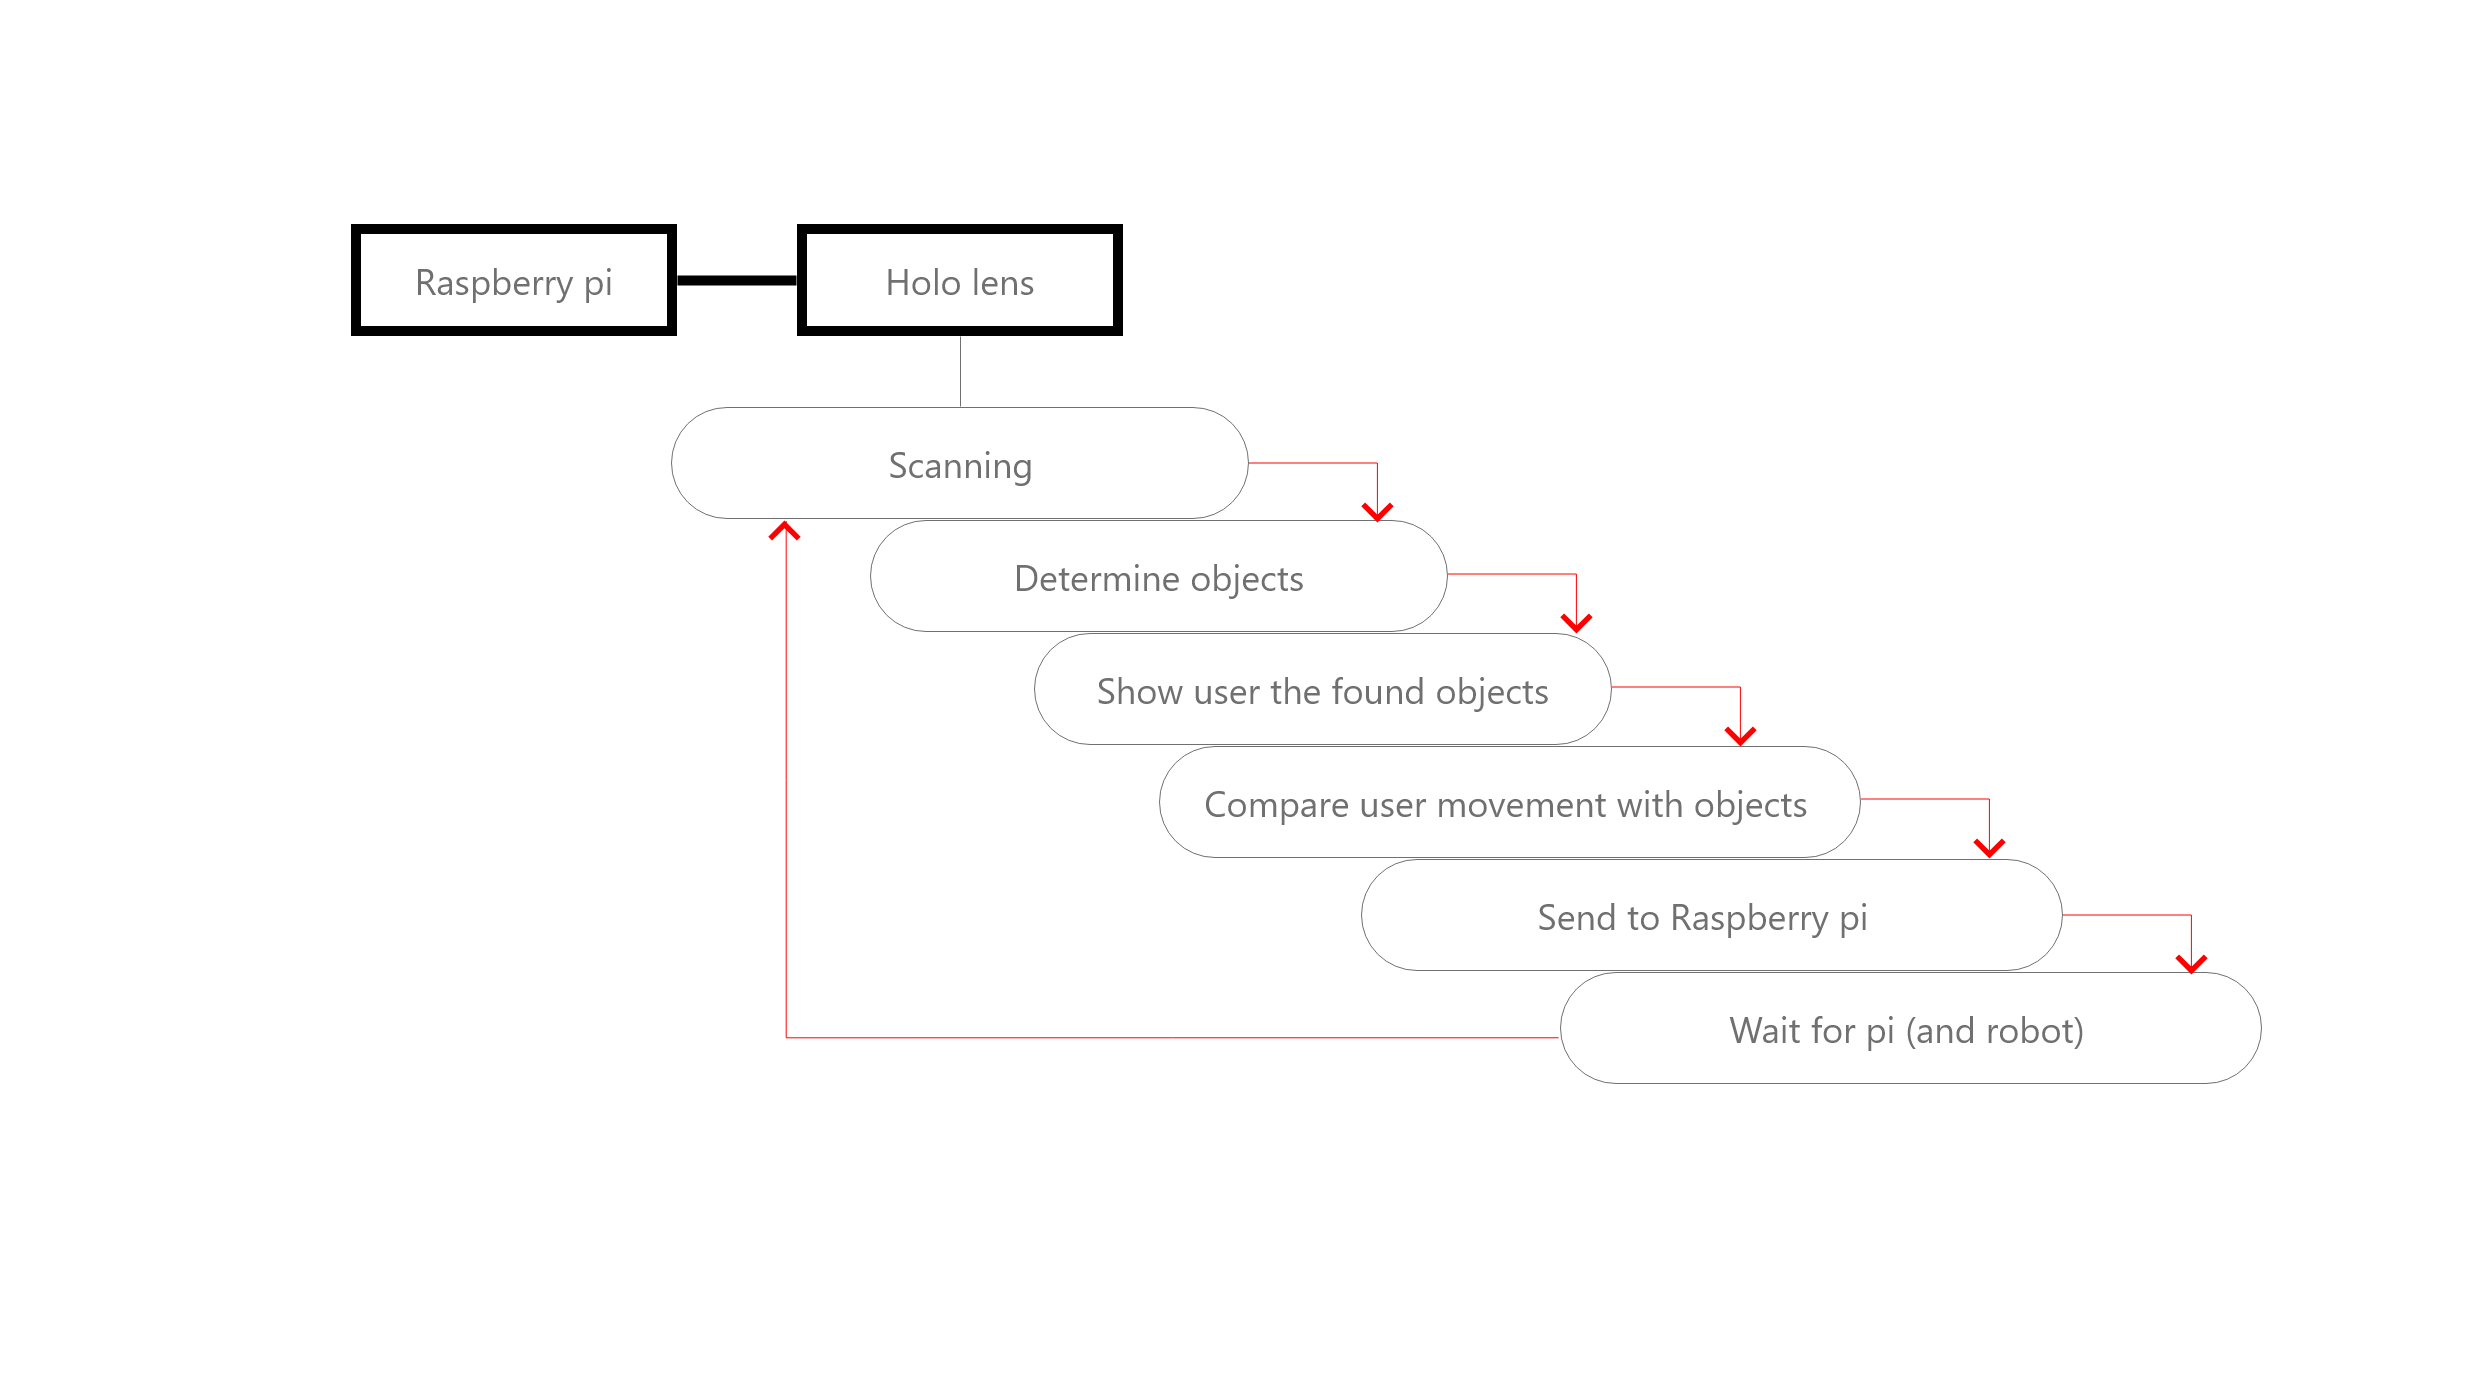 Raspberry pi
Holo lens
Scanning
Determine objects
Show user the found objects
Compare user movement with objects
Send to Raspberry pi
Wait for pi (and robot)